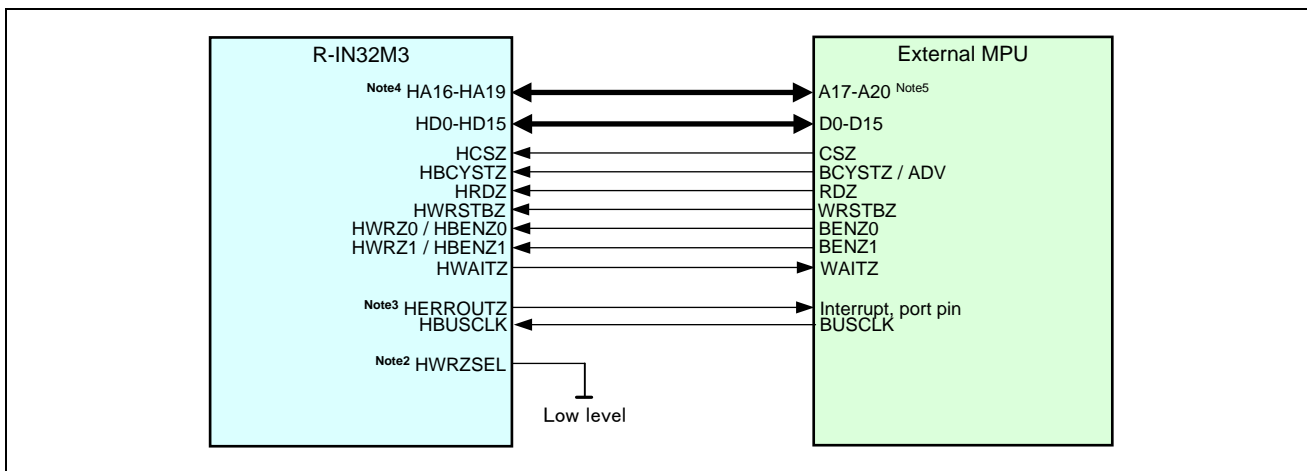 R-IN32M3
External MPU
Note4 HA16-HA19
A17-A20 Note5
HD0-HD15
D0-D15
HCSZ
CSZ
HBCYSTZ
BCYSTZ / ADV
HRDZ
RDZ
HWRSTBZ
WRSTBZ
HWRZ0 / HBENZ0
BENZ0
HWRZ1 / HBENZ1
BENZ1
HWAITZ
WAITZ
Note3 HERROUTZ
Interrupt, port pin
HBUSCLK
BUSCLK
Note2 HWRZSEL
Low level